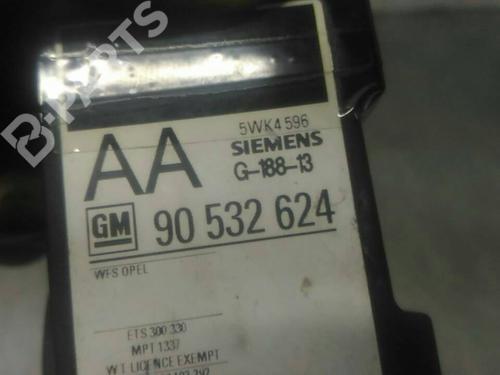 B-PARTS
5WK4 596
AA SIEMENS
G-188-13
GM 90 532 624
WFS OPEL
ETS 300 330
MPT 1337
W.T. LICENCE EXEMPT